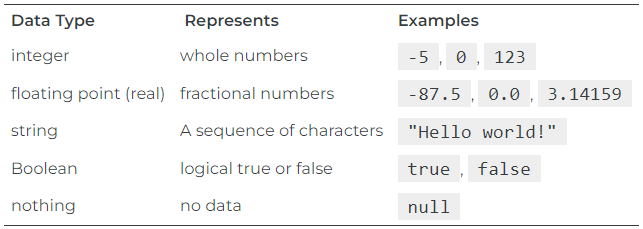 Data Type Represents Examples
integer whole numbers -5 , 0 , 123
floating point (real) fractional numbers -87.5 , 0.0 , 3.14159
string A sequence of characters "Hello world!"
Boolean logical true or false true , false
nothing no data null